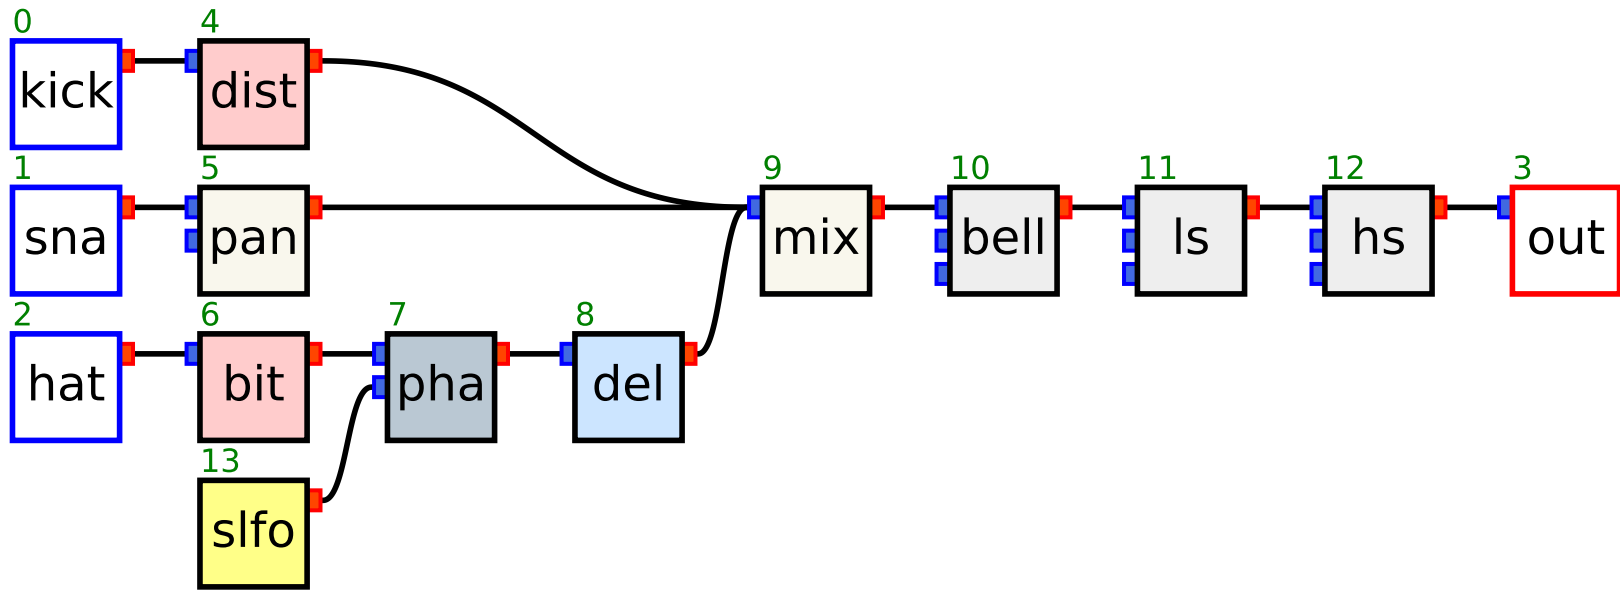 0
kick
4
dist
1
sna
5
pan
9
mix
10
bell
11
ls
12
hs
3
out
2
hat
6
bit
7
pha
8
del
13
slfo